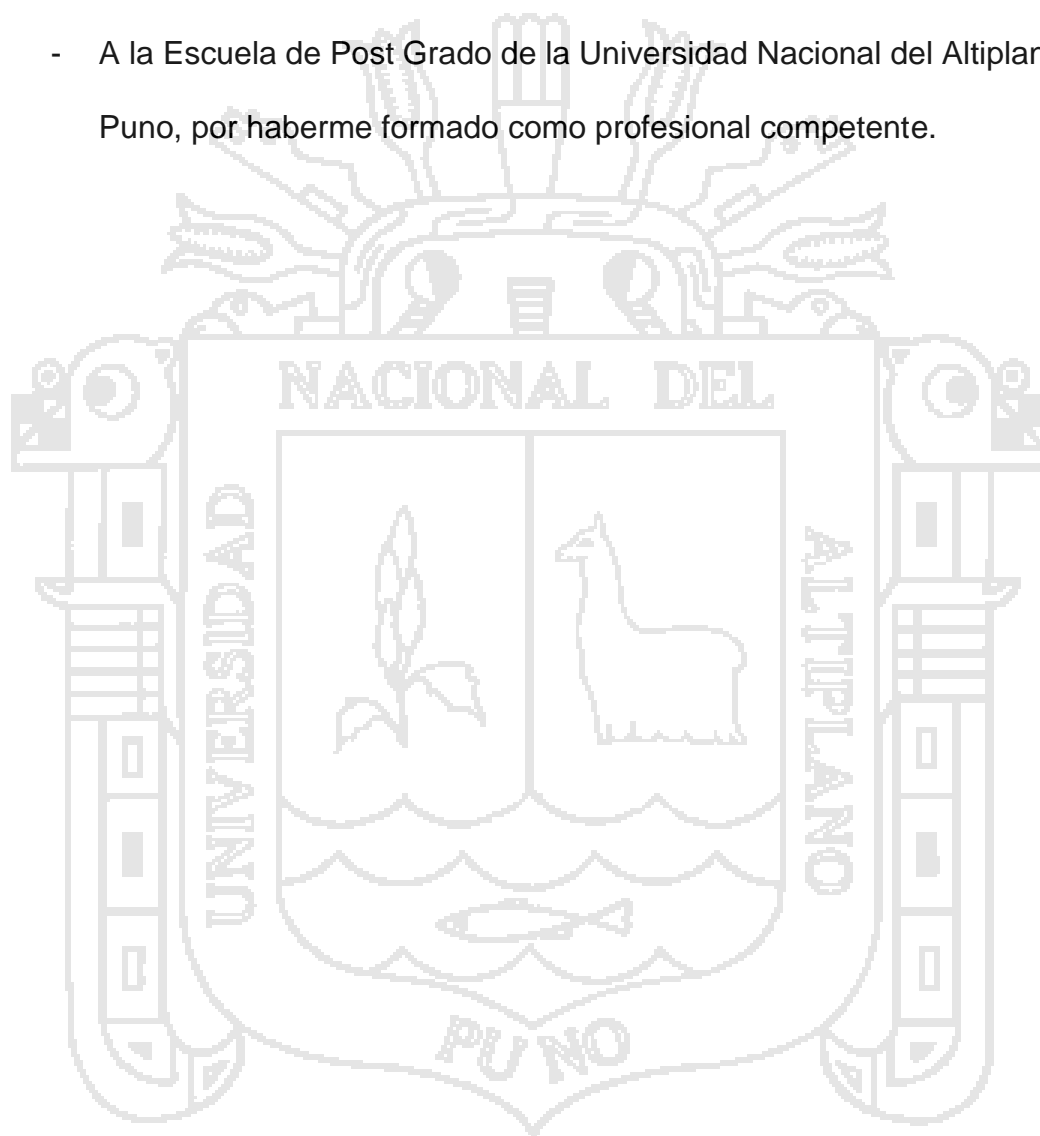 - A la Escuela de Post Grado de la Universidad Nacional del
Puno, por haberme formado como profesional competente.
NACIONAL DEL
UNIVERSIDAD
ALTIPLANO
PUNO